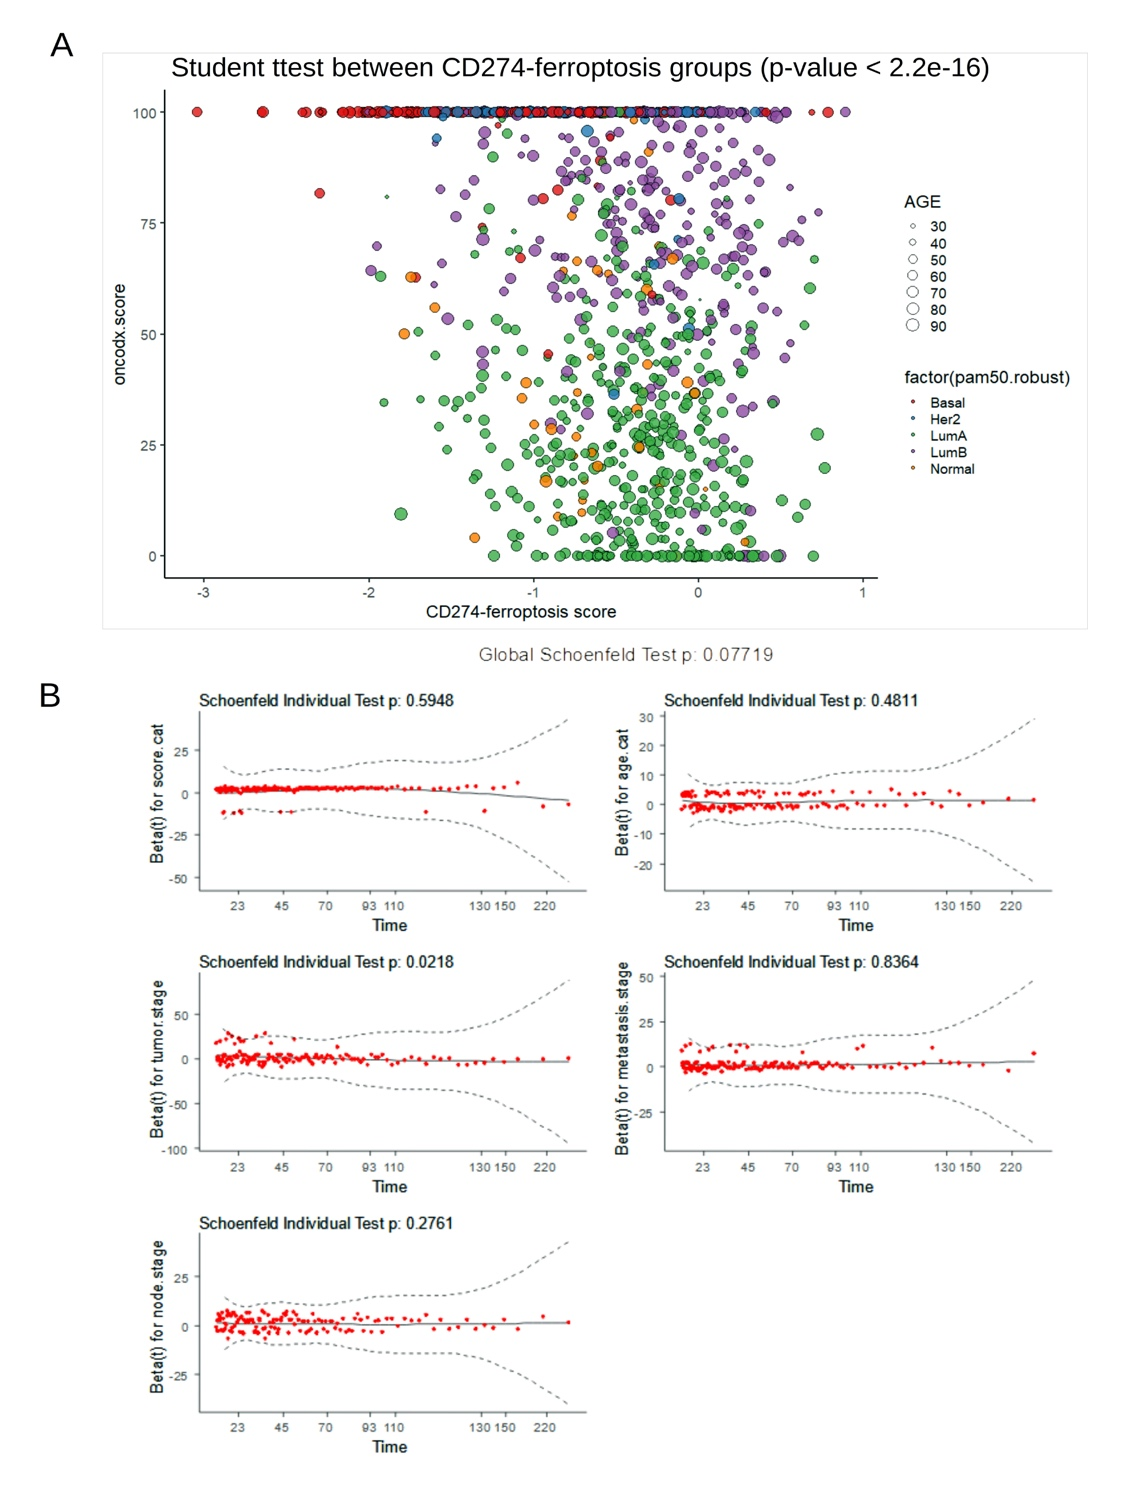 A
Student ttest between CD274-ferroptosis groups (p-value < 2.2e-16)
100
75
50
25
0
oncodx.score
-3 -2 -1 0 1
CD274-ferroptosis score
AGE
30
40
50
60
70
80
90
factor(pam50.robust)
Basal
Her2
LumA
LumB
Normal
Global Schoenfeld Test p: 0.07719
B
Schoenfeld Individual Test p: 0.5948
Beta(t) for score.cat
25
0
-25
-50
23 45 70 93 110 130 150 220
Time
Schoenfeld Individual Test p: 0.4811
Beta(t) for age.cat
30
20
10
0
-10
-20
23 45 70 93 110 130 150 220
Time
Schoenfeld Individual Test p: 0.0218
Beta(t) for tumor.stage
50
0
-50
-100
23 45 70 93 110 130 150 220
Time
Schoenfeld Individual Test p: 0.8364
Beta(t) for metastasis.stage
50
25
0
-25
23 45 70 93 110 130 150 220
Time
Schoenfeld Individual Test p: 0.2761
Beta(t) for node.stage
25
0
-25
23 45 70 93 110 130 150 220
Time